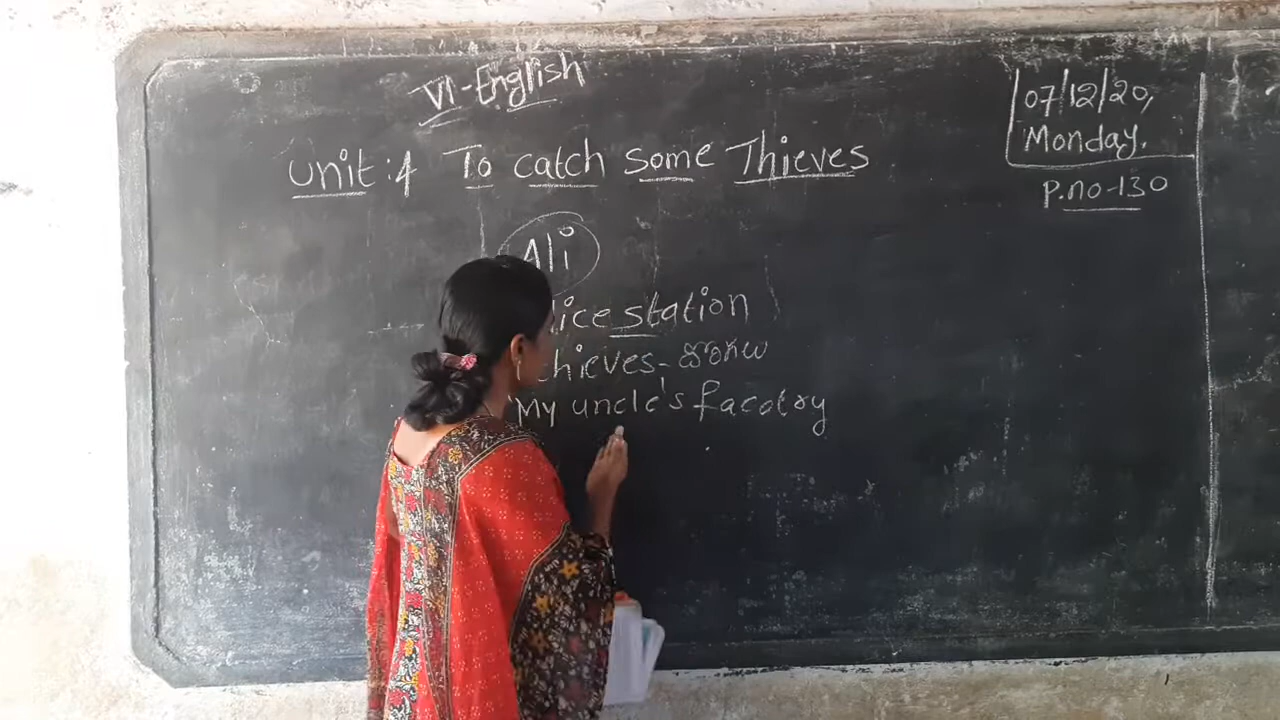 VI-English
07/12/20,
Monday.
Unit:4 To catch some Thieves
P.no-130
Ali
lice station
thieves- దొంగలు
My uncle's facotry